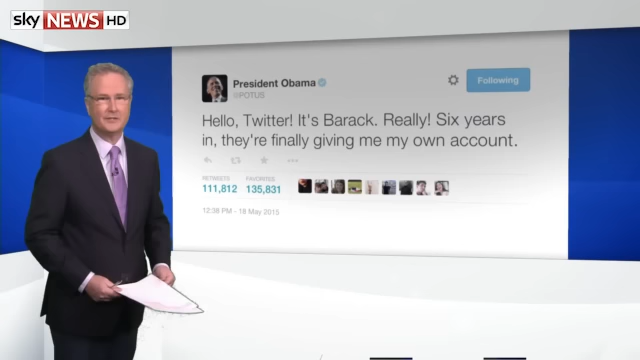 sky NEWS HD
President Obama
@POTUS
Following
Hello, Twitter! It's Barack. Really! Six years
in, they're finally giving me my own account.
RETWEETS FAVORITES
111,812 135,831
12:38 PM - 18 May 2015